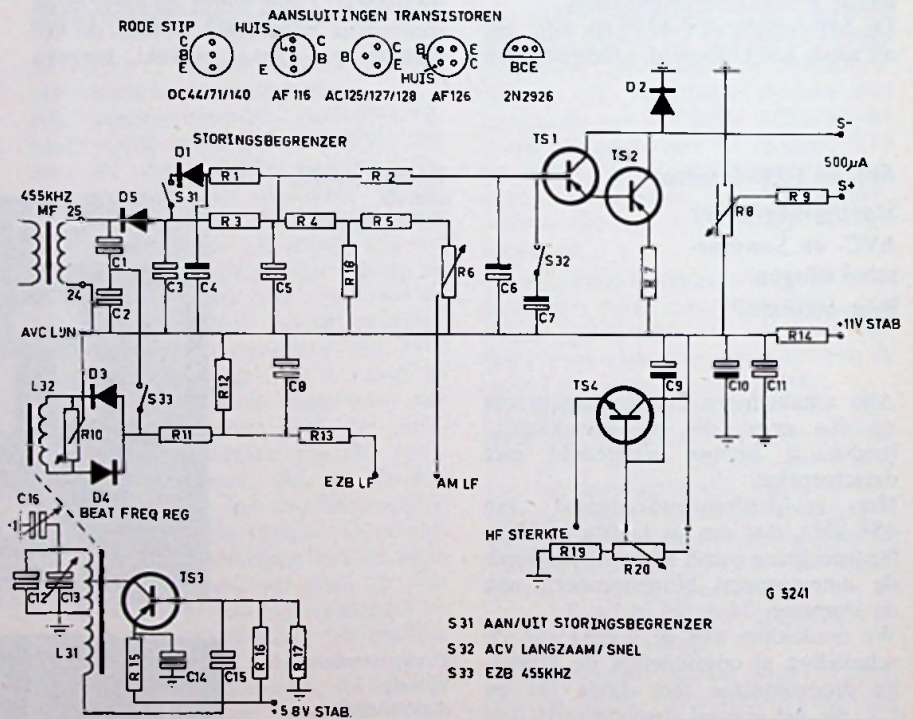 AANSLUITINGEN TRANSISTOREN
RODE STIP HUIS
C B E
C B E
B C E
E B C
HUIS
BCE
OC44/71/140 AF 116 AC125/127/128 AF126 2N2926
STORINGSBEGRENZER
D2
TS1
TS2
S-
500µA
S+
R9
R8
D1
R1 R2
S31
455KHZ
MF 25
D5
R3 R4 R5
C1
C3
C4
C5
R18
R6
C6
S32
C7
R7
24
C2
AVC LIJN
+11V STAB
R14
L32
D3
S33
R12
C8
TS4
C9
C10
C11
R10
R11
R13
D4
EZB LF
AM LF
BEAT FREQ REG
C16
HF STERKTE
R19
R20
TS3
C12
C13
G 5241
L31
R15
C14
C15
R16
R17
5 8V STAB.
S31 AAN/UIT STORINGSBEGRENZER
S32 ACV LANGZAAM/SNEL
S33 EZB 455KHZ